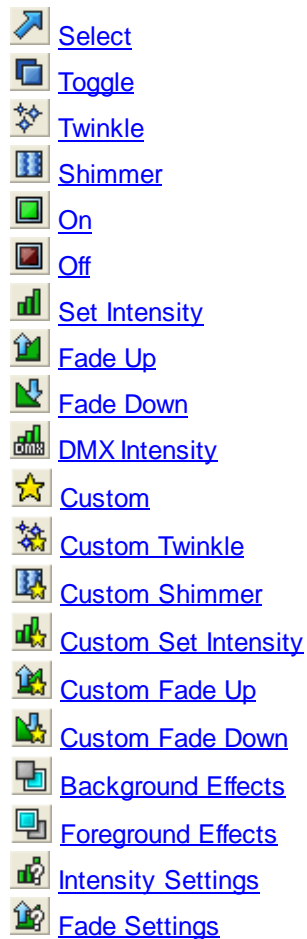 Select
Toggle
Twinkle
Shimmer
On
Off
Set Intensity
Fade Up
Fade Down
DMX DMX Intensity
Custom
Custom Twinkle
Custom Shimmer
Custom Set Intensity
Custom Fade Up
Custom Fade Down
Background Effects
Foreground Effects
? Intensity Settings
? Fade Settings